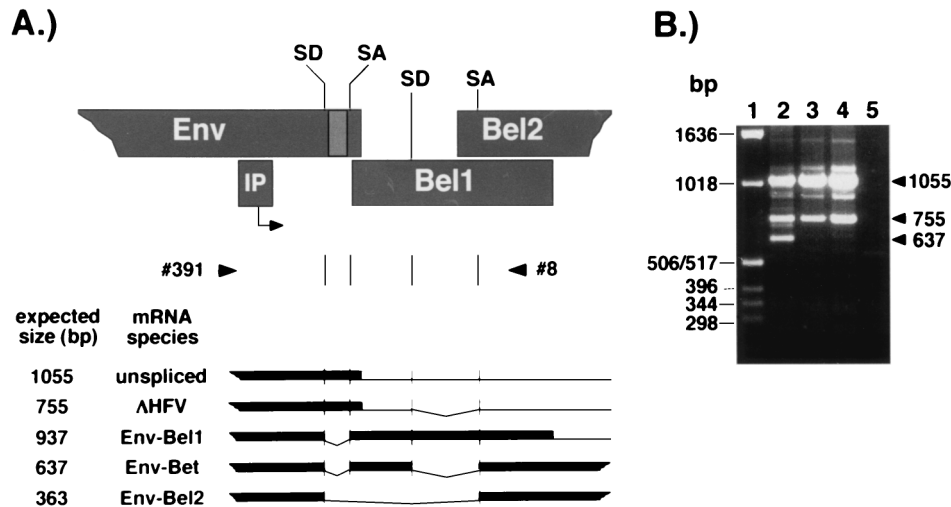 A.)
SD SA SD SA
Env Bel2
IP Bel1
#391 #8
expected size (bp) mRNA species
1055 unspliced
755 ΛHFV
937 Env-Bel1
637 Env-Bet
363 Env-Bel2
B.)
bp 1 2 3 4 5
1636
1018 1055
755
637
506/517
396
344
298